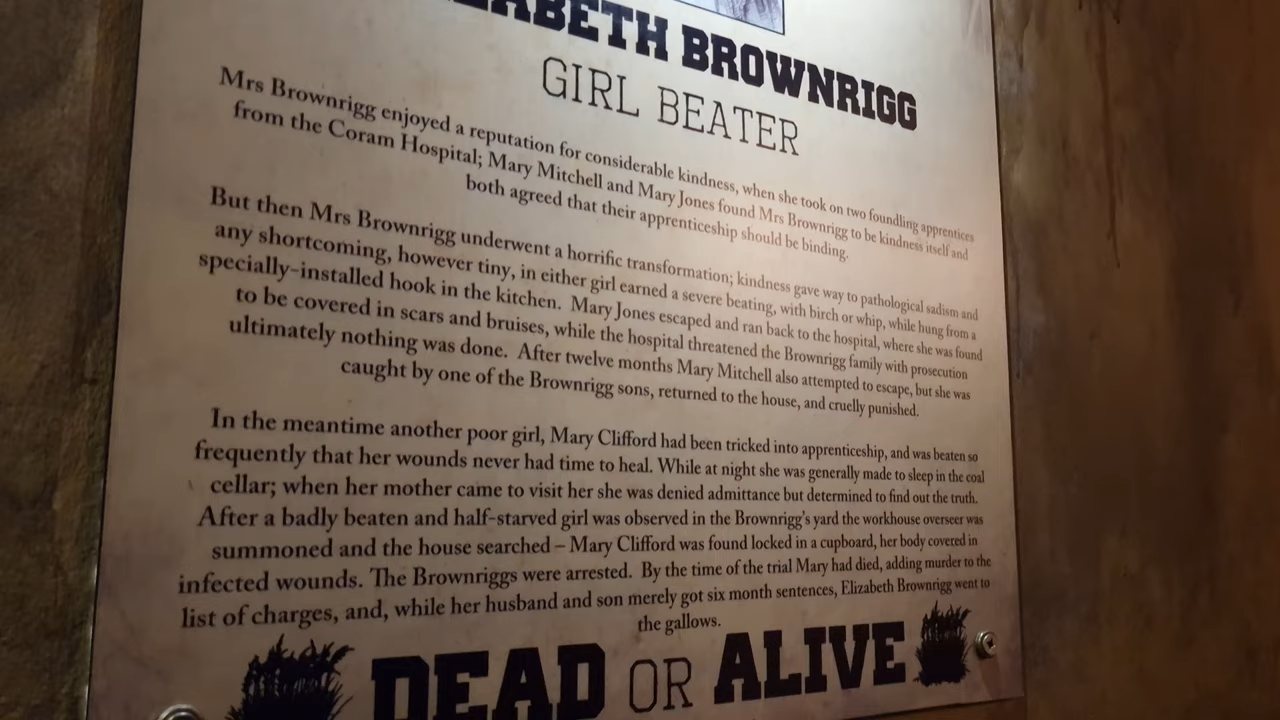 ZABETH BROWNRIGG
GIRL BEATER
Mrs Brownrigg enjoyed a reputation for considerable kindness, when she took on two foundling apprentices
from the Coram Hospital; Mary Mitchell and Mary Jones found Mrs Brownrigg to be kindness itself and
both agreed that their apprenticeship should be binding.
But then Mrs Brownrigg underwent a horrific transformation; kindness gave way to pathological sadism and
any shortcoming, however tiny, in either girl earned a severe beating, with birch or whip, while hung from a
specially-installed hook in the kitchen. Mary Jones escaped and ran back to the hospital, where she was found
to be covered in scars and bruises, while the hospital threatened the Brownrigg family with prosecution
ultimately nothing was done. After twelve months Mary Mitchell also attempted to escape, but she was
caught by one of the Brownrigg sons, returned to the house, and cruelly punished.
In the meantime another poor girl, Mary Clifford had been tricked into apprenticeship, and was beaten so
frequently that her wounds never had time to heal. While at night she was generally made to sleep in the coal
cellar; when her mother came to visit her she was denied admittance but determined to find out the truth.
After a badly beaten and half-starved girl was observed in the Brownrigg's yard the workhouse overseer was
summoned and the house searched – Mary Clifford was found locked in a cupboard, her body covered in
infected wounds. The Brownriggs were arrested. By the time of the trial Mary had died, adding murder to the
list of charges, and, while her husband and son merely got six month sentences, Elizabeth Brownrigg went to
the gallows.
DEAD OR ALIVE